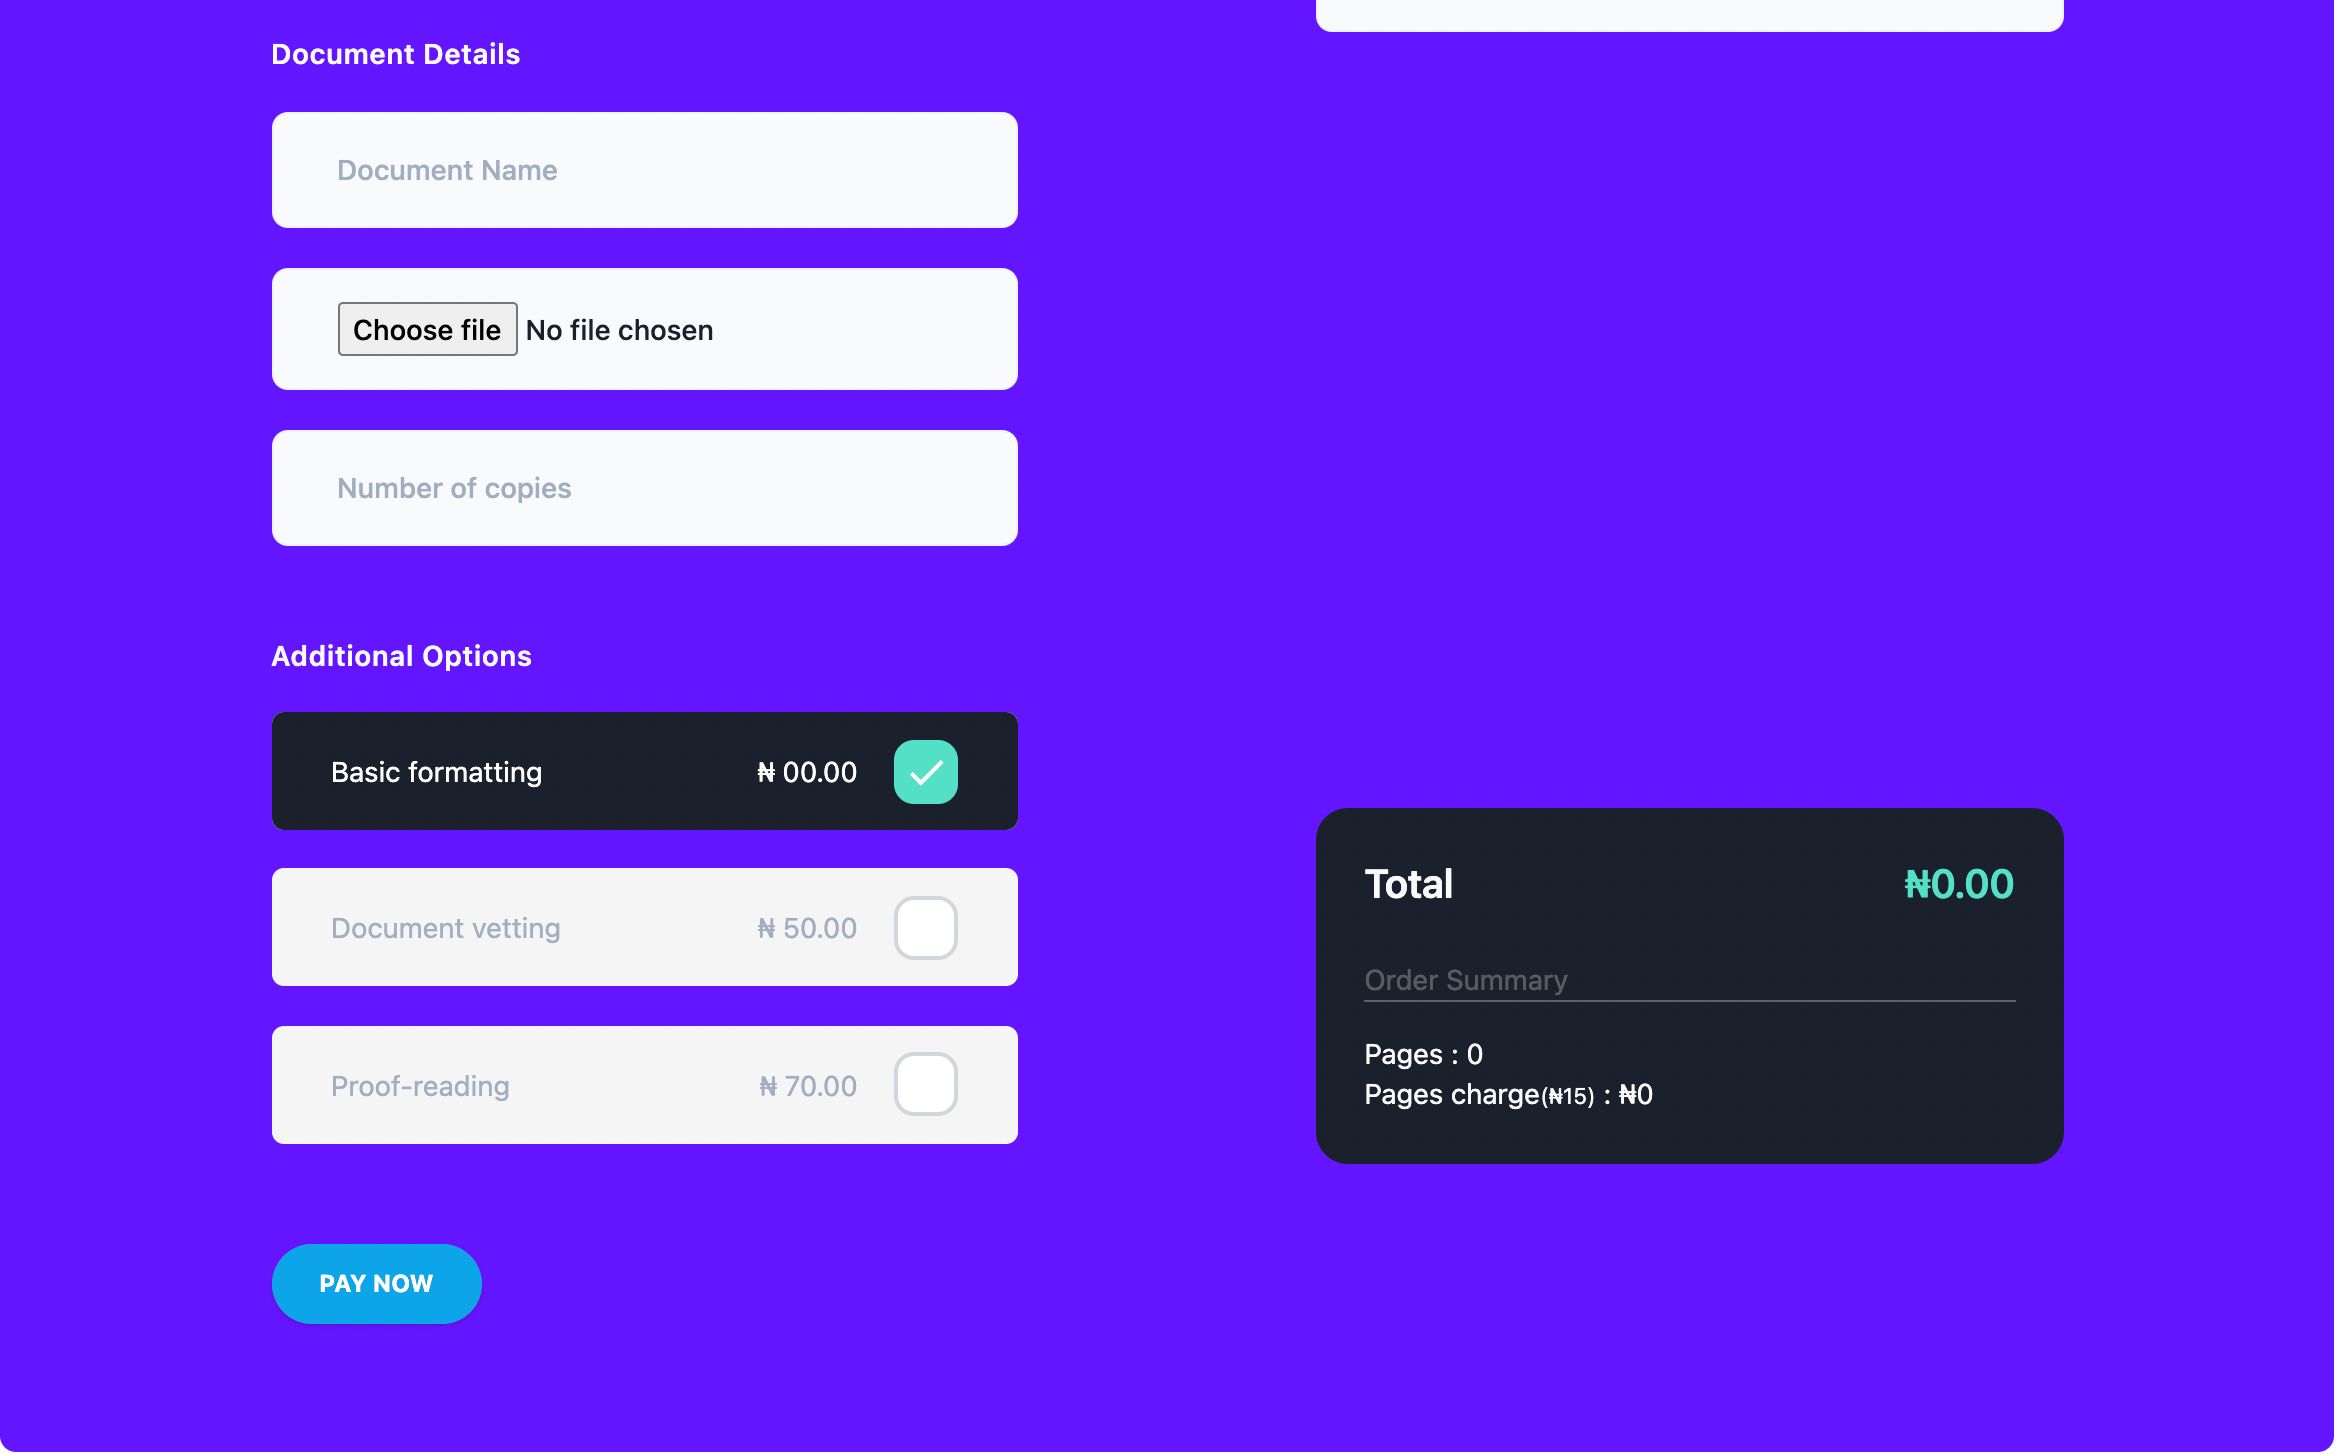 Document Details
Document Name
Choose file No file chosen
Number of copies
Additional Options
Basic formatting ₦ 00.00
Document vetting ₦ 50.00
Proof-reading ₦ 70.00
PAY NOW
Total ₦0.00
Order Summary
Pages : 0
Pages charge(₦15) : ₦0